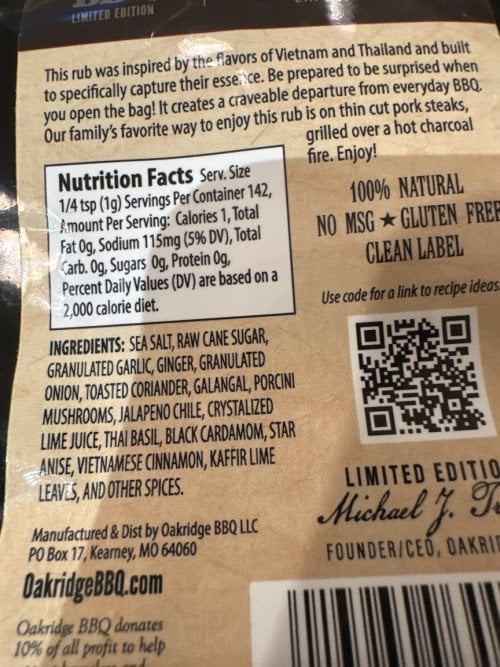 LIMITED EDITION
This rub was inspired by the flavors of Vietnam and Thailand and built
to specifically capture their essence. Be prepared to be surprised when
you open the bag! It creates a craveable departure from everyday BBQ.
Our family's favorite way to enjoy this rub is on thin cut pork steaks,
grilled over a hot charcoal
fire. Enjoy!
Nutrition Facts Serv. Size
1/4 tsp (1g) Servings Per Container 142,
Amount Per Serving: Calories 1, Total
Fat 0g, Sodium 115mg (5% DV), Total
Carb. 0g, Sugars 0g, Protein 0g,
Percent Daily Values (DV) are based on a
2,000 calorie diet.
100% NATURAL
NO MSG ★ GLUTEN FREE
CLEAN LABEL
Use code for a link to recipe ideas.
INGREDIENTS: SEA SALT, RAW CANE SUGAR,
GRANULATED GARLIC, GINGER, GRANULATED
ONION, TOASTED CORIANDER, GALANGAL, PORCINI
MUSHROOMS, JALAPENO CHILE, CRYSTALIZED
LIME JUICE, THAI BASIL, BLACK CARDAMOM, STAR
ANISE, VIETNAMESE CINNAMON, KAFFIR LIME
LEAVES, AND OTHER SPICES.
LIMITED EDITIO
Michael J. Tr
FOUNDER/CEO, OAKRID
Manufactured & Dist by Oakridge BBQ LLC
PO Box 17, Kearney, MO 64060
OakridgeBBQ.com
Oakridge BBQ donates
10% of all profit to help